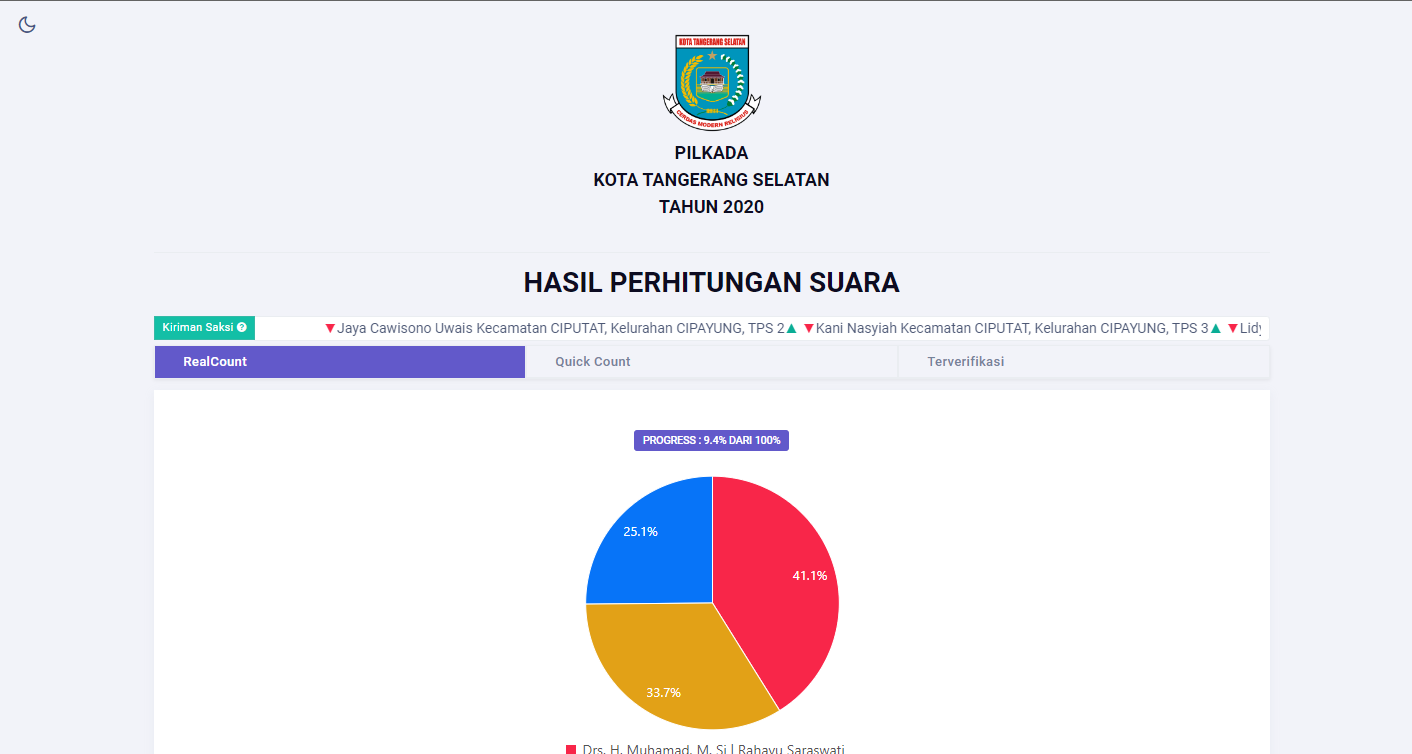 KOTA TANGERANG SELATAN
CERDAS MODERN RELIGIUS
PILKADA
KOTA TANGERANG SELATAN
TAHUN 2020
HASIL PERHITUNGAN SUARA
Kiriman Saksi ▼Jaya Cawisono Uwais Kecamatan CIPUTAT, Kelurahan CIPAYUNG, TPS 2▲ ▼Kani Nasyiah Kecamatan CIPUTAT, Kelurahan CIPAYUNG, TPS 3▲ ▼
RealCount Quick Count Terverifikasi
PROGRESS : 9.4% DARI 100%
25.1%
41.1%
33.7%
Drs. H. Muhamad, M. Si | Rahayu Saraswati